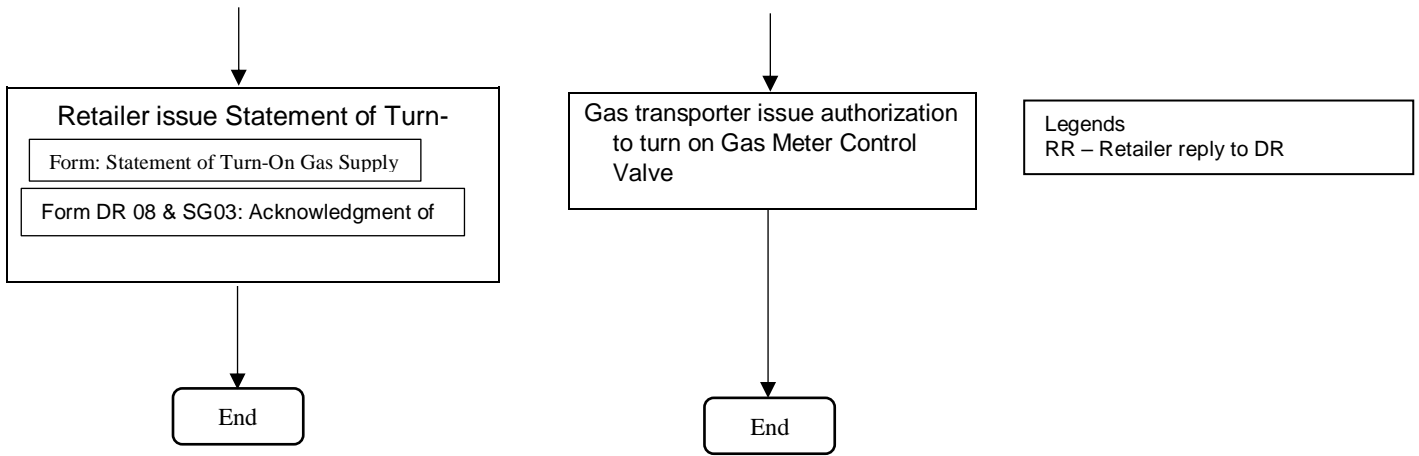 Retailer issue Statement of Turn-
Form: Statement of Turn-On Gas Supply
Form DR 08 & SG03: Acknowledgment of
End
Gas transporter issue authorization
to turn on Gas Meter Control
Valve
End
Legends
RR – Retailer reply to DR